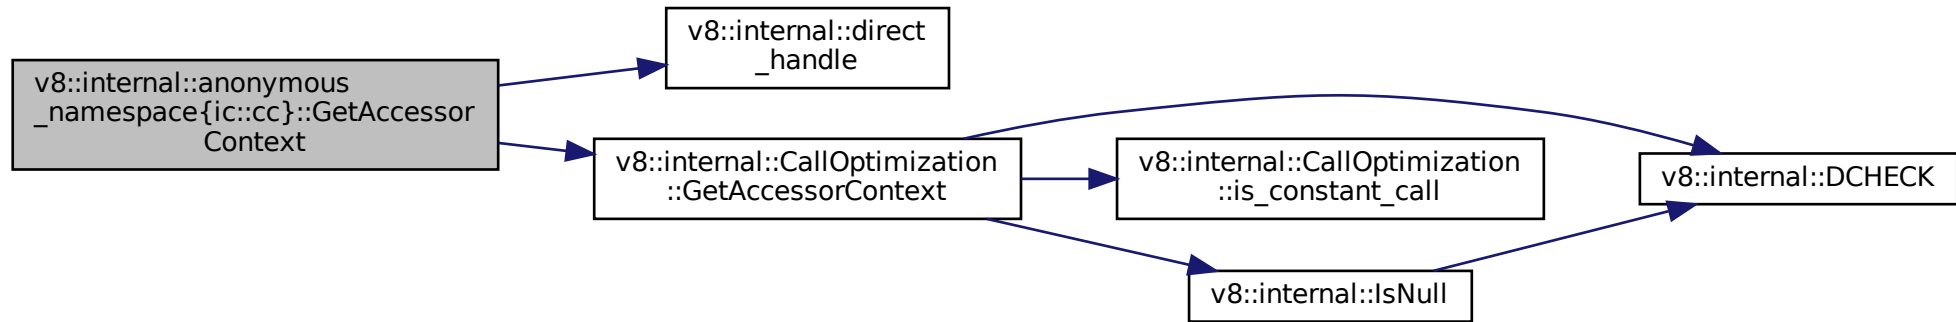 v8::internal::anonymous
_namespace{ic::cc}::GetAccessor
Context
v8::internal::direct
_handle
v8::internal::CallOptimization
::GetAccessorContext
v8::internal::CallOptimization
::is_constant_call
v8::internal::IsNull
v8::internal::DCHECK